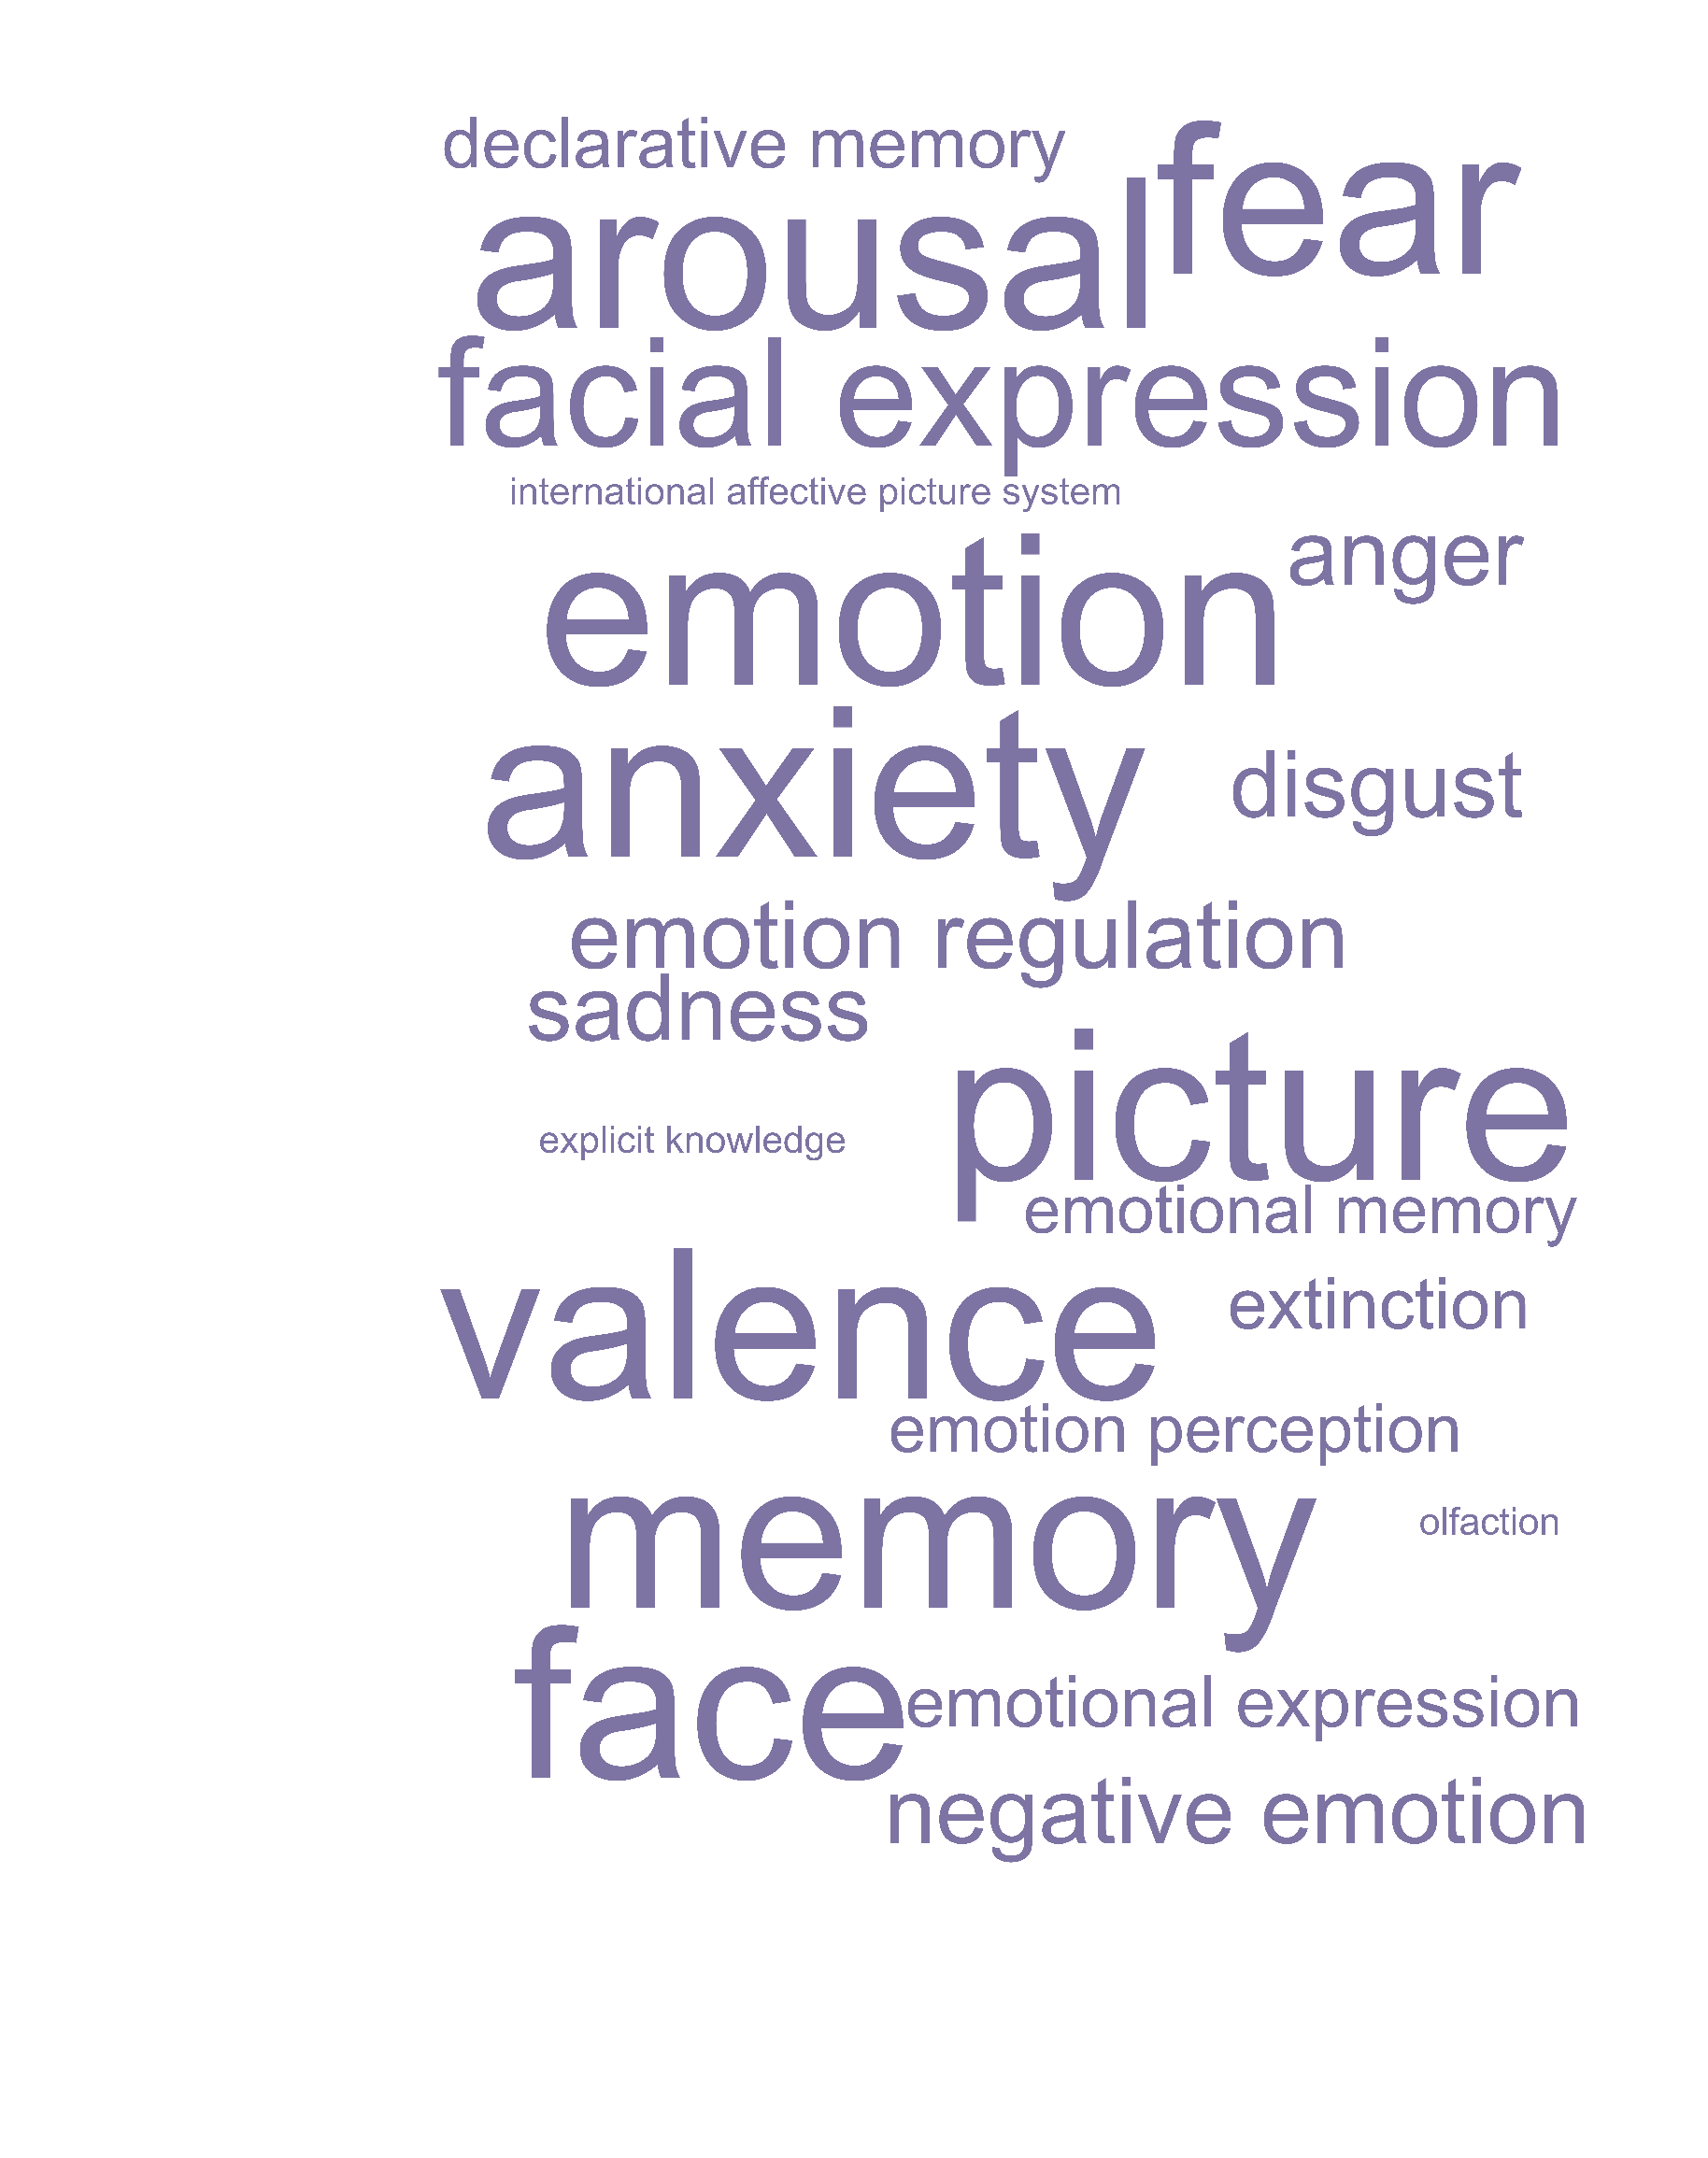 declarative memory
fear
arousal
facial expression
international affective picture system
anger
emotion
anxiety
disgust
emotion regulation
sadness
picture
explicit knowledge
emotional memory
valence
extinction
emotion perception
memory
olfaction
face
emotional expression
negative emotion